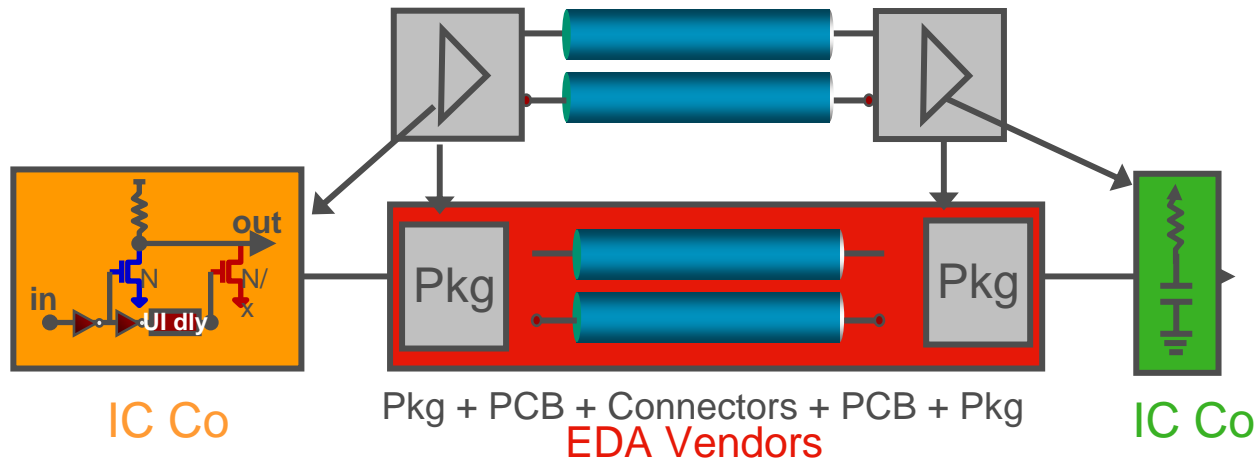 out
N
N/
x
in
UI dly
Pkg
Pkg
Pkg + PCB + Connectors + PCB + Pkg
IC Co
EDA Vendors
IC Co